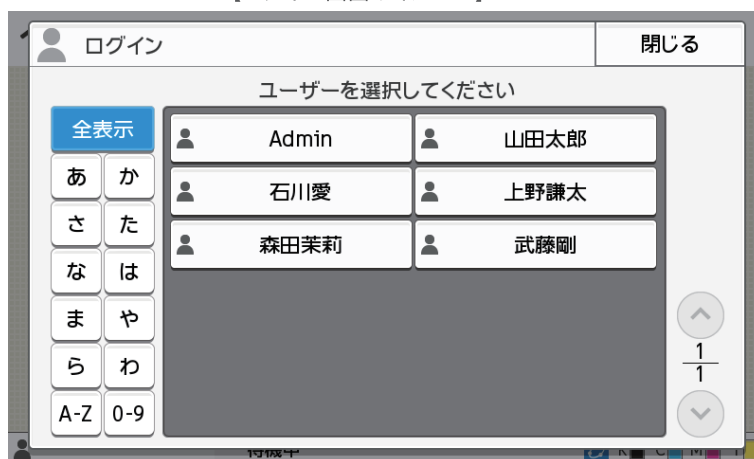 ログイン
閉じる
ユーザーを選択してください
全表示
Admin
山田太郎
あ か
石川愛
上野謙太
さ た
森田茉莉
武藤剛
な は
ま や
ら わ
1
1
A-Z 0-9
待機中
K C M